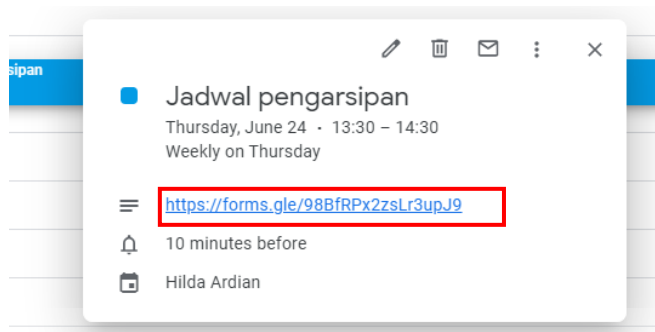 sipan
Jadwal pengarsipan
Thursday, June 24 · 13:30 – 14:30
Weekly on Thursday
https://forms.gle/98BfRPx2zsLr3upJ9
10 minutes before
Hilda Ardian